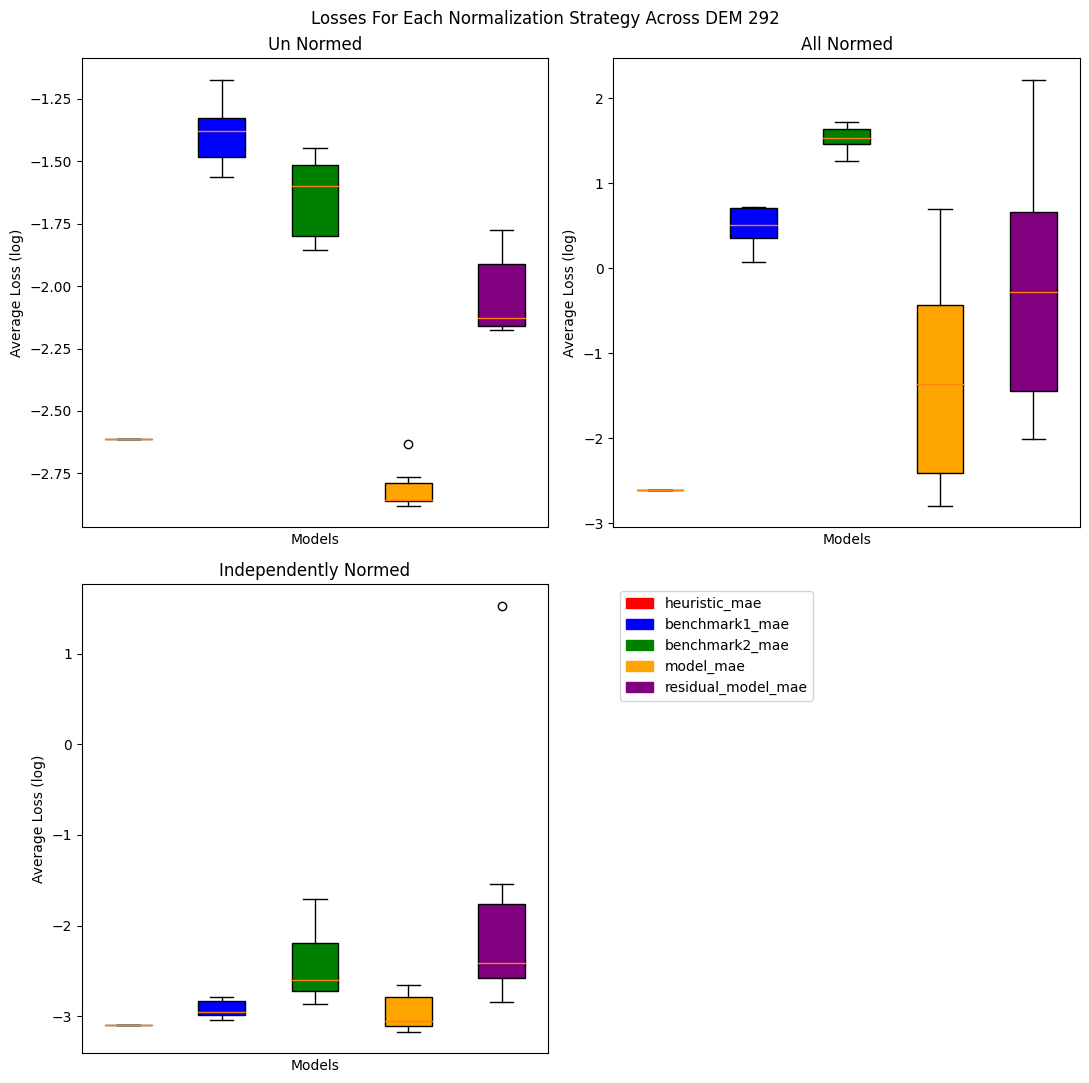 Losses For Each Normalization Strategy Across DEM 292
Un Normed
−1.25
−1.50
−1.75
−2.00
−2.25
−2.50
−2.75
Average Loss (log)
Models
All Normed
2
1
0
−1
−2
−3
Average Loss (log)
Models
Independently Normed
1
0
−1
−2
−3
Average Loss (log)
Models
heuristic_mae
benchmark1_mae
benchmark2_mae
model_mae
residual_model_mae